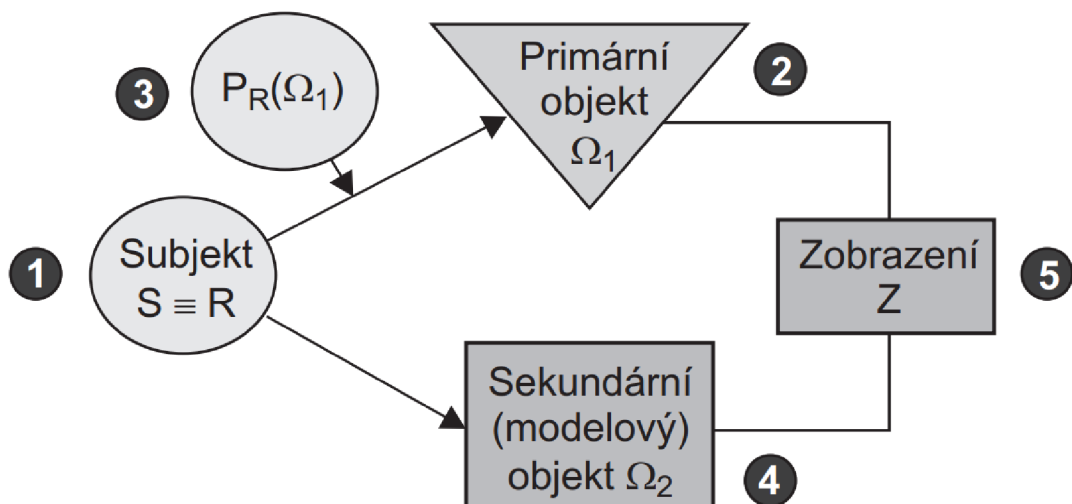 3
P_R(Ω₁)
Primární
objekt
Ω₁
2
1
Subjekt
S ≡ R
Zobrazení
Z
5
Sekundární
(modelový)
objekt Ω₂
4